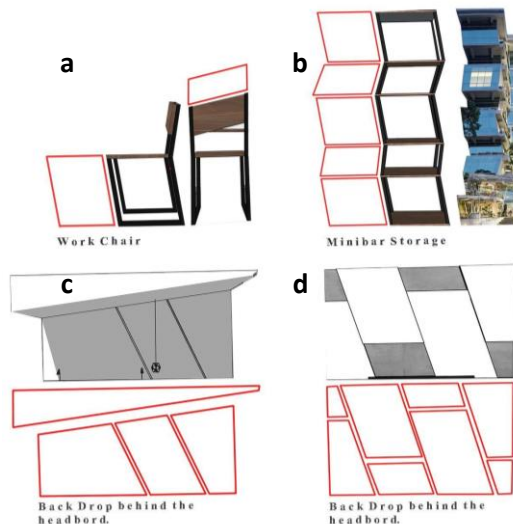 a
b
Work Chair
Minibar Storage
c
d
Back Drop behind the
headbord.
Back Drop behind the
headbord.